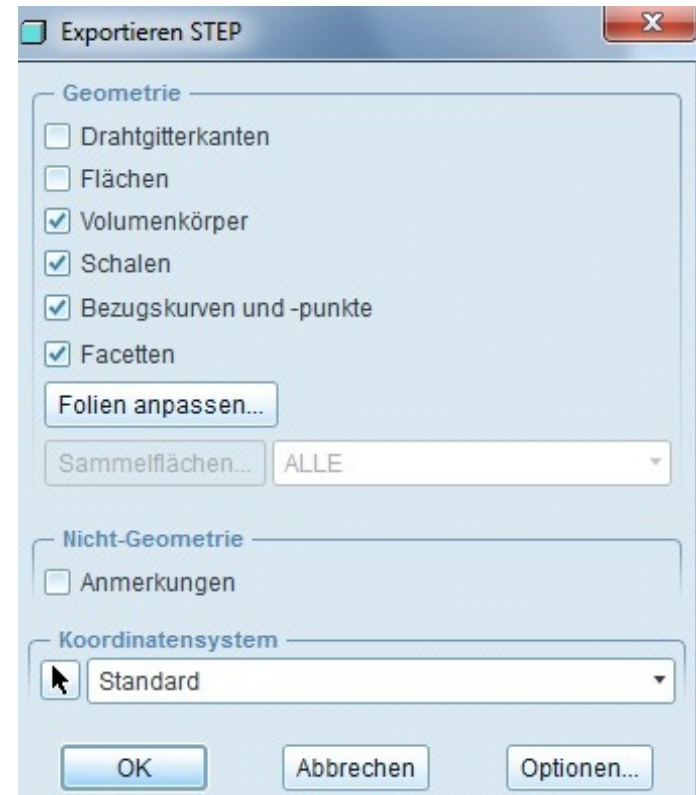 Exportieren STEP
Geometrie
Drahtgitterkanten
Flächen
Volumenkörper
Schalen
Bezugskurven und -punkte
Facetten
Folien anpassen...
Sammelflächen... ALLE
Nicht-Geometrie
Anmerkungen
Koordinatensystem
Standard
OK Abbrechen Optionen...